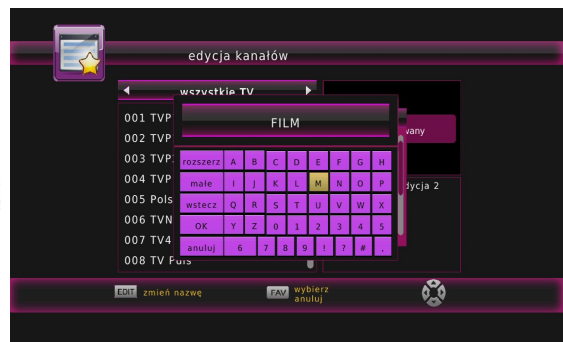 edycja kanałów
wszystkie TV
FILM
001 TVP
002 TVP
003 TVP
004 TVP
005 Pols
006 TVN
007 TV4
008 TV Puls
wany
dycja 2
rozszerz A B C D E F G H
małe I J K L M N O P
wstecz Q R S T U V W X
OK Y Z 0 1 2 3 4 5
anuluj 6 7 8 9 ! ? # .
EDIT zmień nazwę
FAV wybierz
anuluj